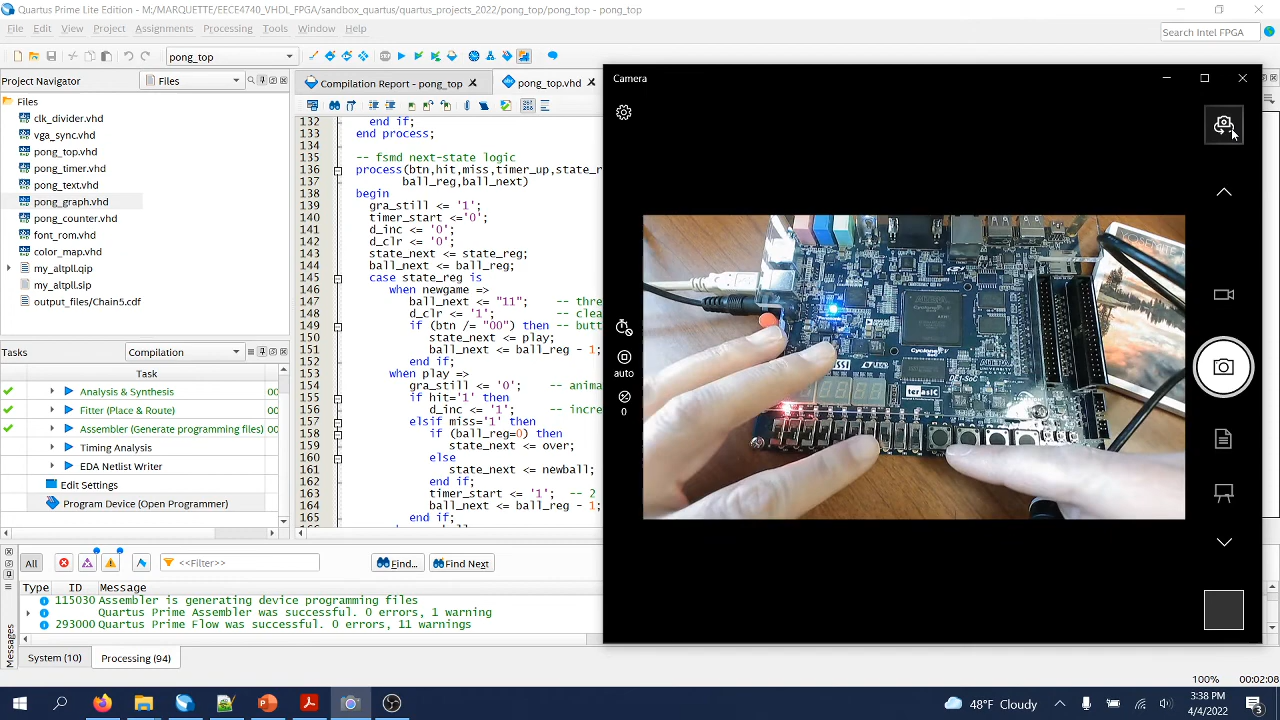 Quartus Prime Lite Edition - M:/MARQUETTE/EECE4740_VHDL_FPGA/sandbox_quartus/quartus_projects_2022/pong_top/pong_top - pong_top
File Edit View Project Assignments Processing Tools Window Help
Search Intel FPGA
pong_top
Project Navigator
Files
Compilation Report - pong_top
pong_top.vhd
Camera
Files
clk_divider.vhd
vga_sync.vhd
pong_top.vhd
pong_timer.vhd
pong_text.vhd
pong_graph.vhd
pong_counter.vhd
font_rom.vhd
color_map.vhd
my_altpll.qip
my_altpll.sip
output_files/Chain5.cdf
Tasks
Compilation
Task
Analysis & Synthesis
00
Fitter (Place & Route)
00
Assembler (Generate programming files)
00
Timing Analysis
EDA Netlist Writer
Edit Settings
Program Device (Open Programmer)
132 end if;
133 end process;
134
135 -- fsmd next-state logic
136 process(btn,hit,miss,timer_up,state_r
137 ball_reg,ball_next)
138 begin
139 gra_still <= '1';
140 timer_start <='0';
141 d_inc <= '0';
142 d_clr <= '0';
143 state_next <= state_reg;
144 ball_next <= ball_reg;
145 case state_reg is
146 when newgame =>
147 ball_next <= "11"; -- thre
148 d_clr <= '1'; -- clea
149 if (btn /= "00") then -- butt
150 state_next <= play;
151 ball_next <= ball_reg - 1;
152 end if;
153 when play =>
154 gra_still <= '0'; -- anima
155 if hit='1' then
156 d_inc <= '1'; -- incre
157 elsif miss='1' then
158 if (ball_reg=0) then
159 state_next <= over;
160 else
161 state_next <= newball;
162 end if;
163 timer_start <= '1'; -- 2
164 ball_next <= ball_reg - 1;
165 end if;
auto
0
YOSEMITE
ALTERA
Cyclone V
terasIC
DE1-SoC
All
<<Filter>>
Find...
Find Next
Type ID Message
115030 Assembler is generating device programming files
Quartus Prime Assembler was successful. 0 errors, 1 warning
293000 Quartus Prime Flow was successful. 0 errors, 11 warnings
Messages
System (10)
Processing (94)
100% 00:02:08
48°F Cloudy
3:38 PM
4/4/2022
3